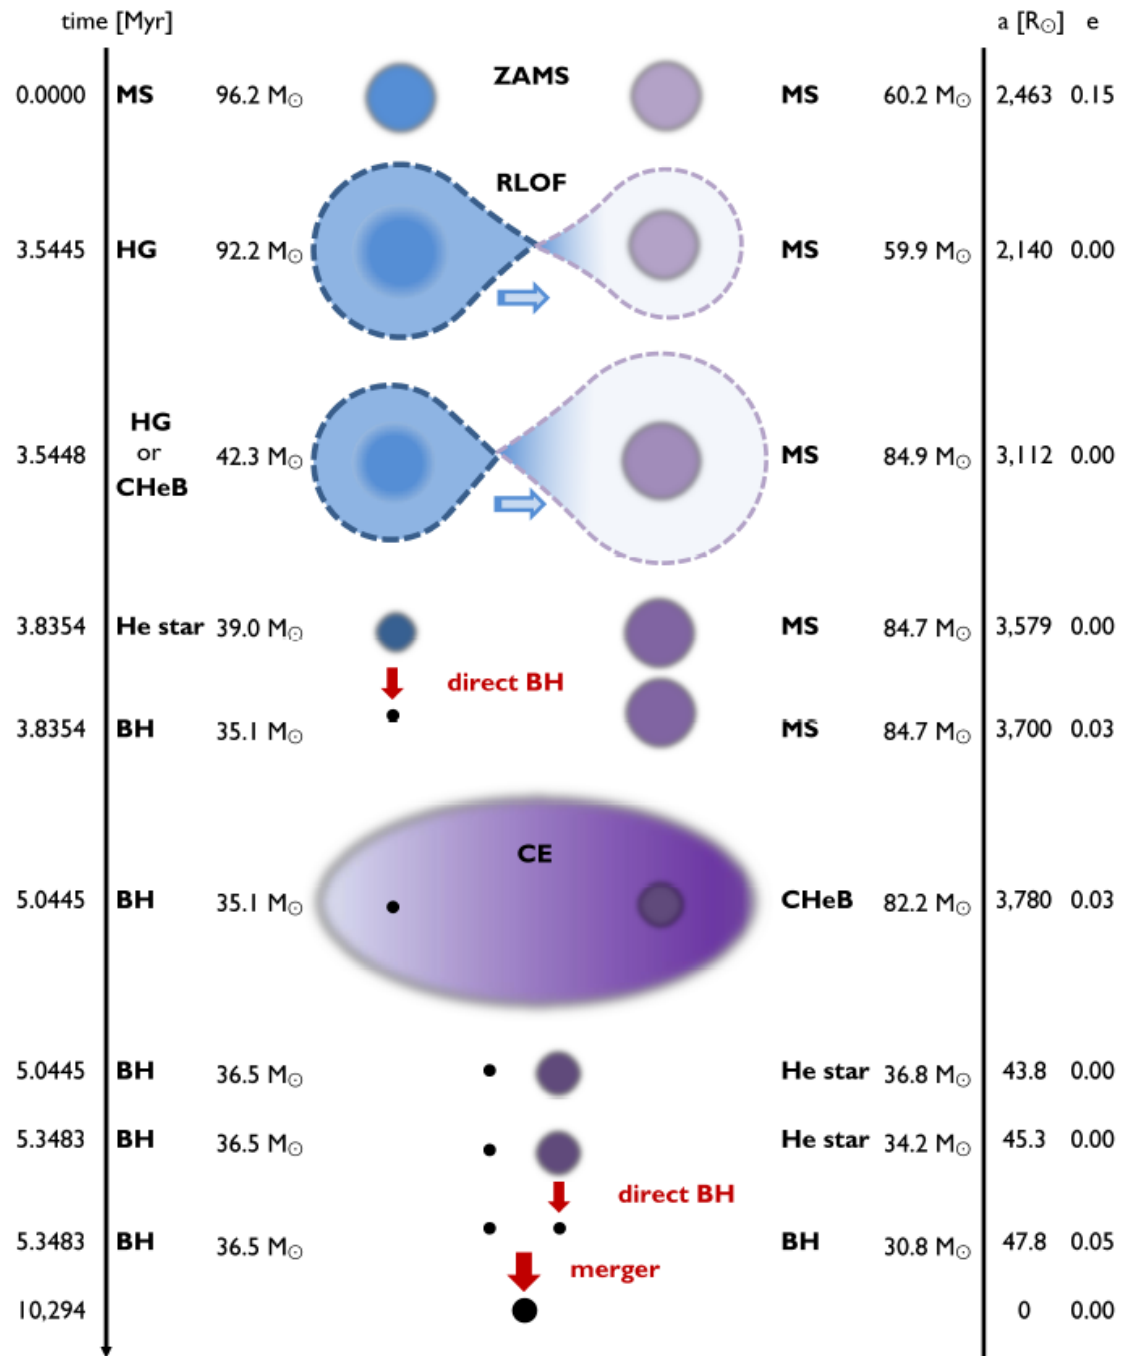 time [Myr] a [R☉] e
ZAMS
0.0000 MS 96.2 M☉ MS 60.2 M☉ 2,463 0.15
RLOF
3.5445 HG 92.2 M☉ MS 59.9 M☉ 2,140 0.00
HG
or
3.5448 42.3 M☉ MS 84.9 M☉ 3,112 0.00
CHeB
3.8354 He star 39.0 M☉ MS 84.7 M☉ 3,579 0.00
direct BH
3.8354 BH 35.1 M☉ MS 84.7 M☉ 3,700 0.03
CE
5.0445 BH 35.1 M☉ CHeB 82.2 M☉ 3,780 0.03
5.0445 BH 36.5 M☉ He star 36.8 M☉ 43.8 0.00
5.3483 BH 36.5 M☉ He star 34.2 M☉ 45.3 0.00
direct BH
5.3483 BH 36.5 M☉ BH 30.8 M☉ 47.8 0.05
merger
10,294 0 0.00